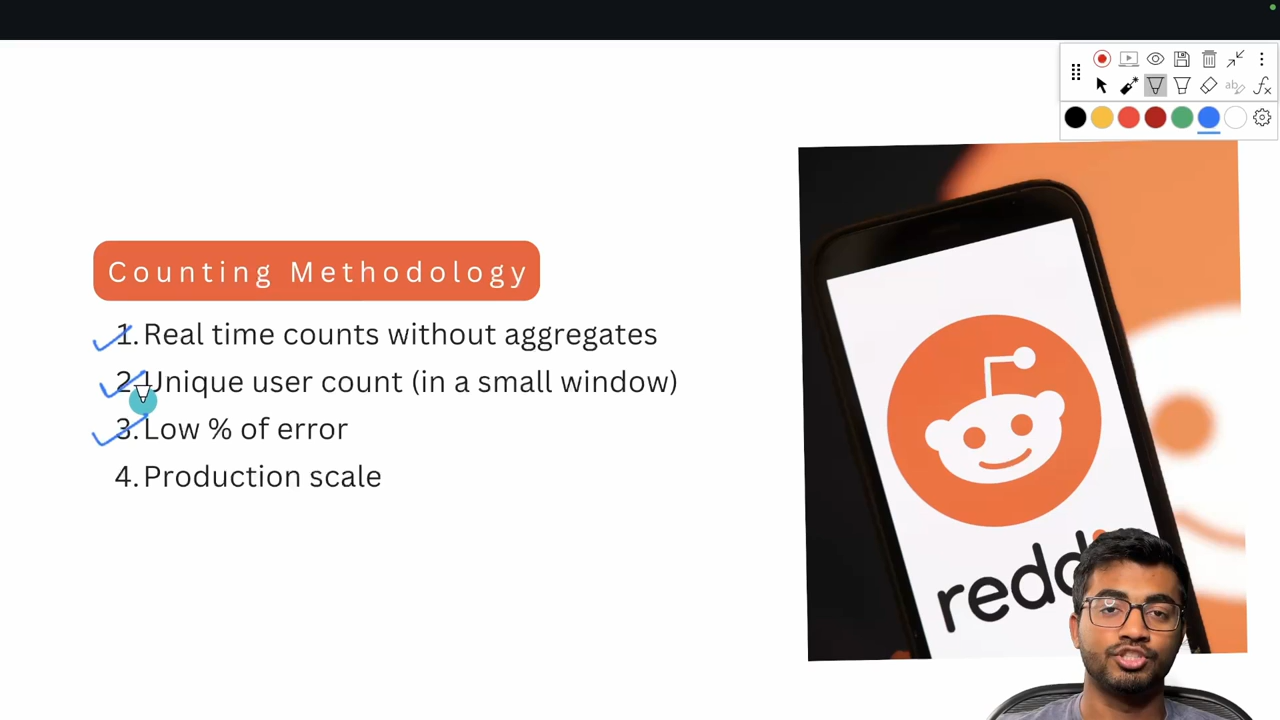 Counting Methodology
1. Real time counts without aggregates
2. Unique user count (in a small window)
3. Low % of error
4. Production scale